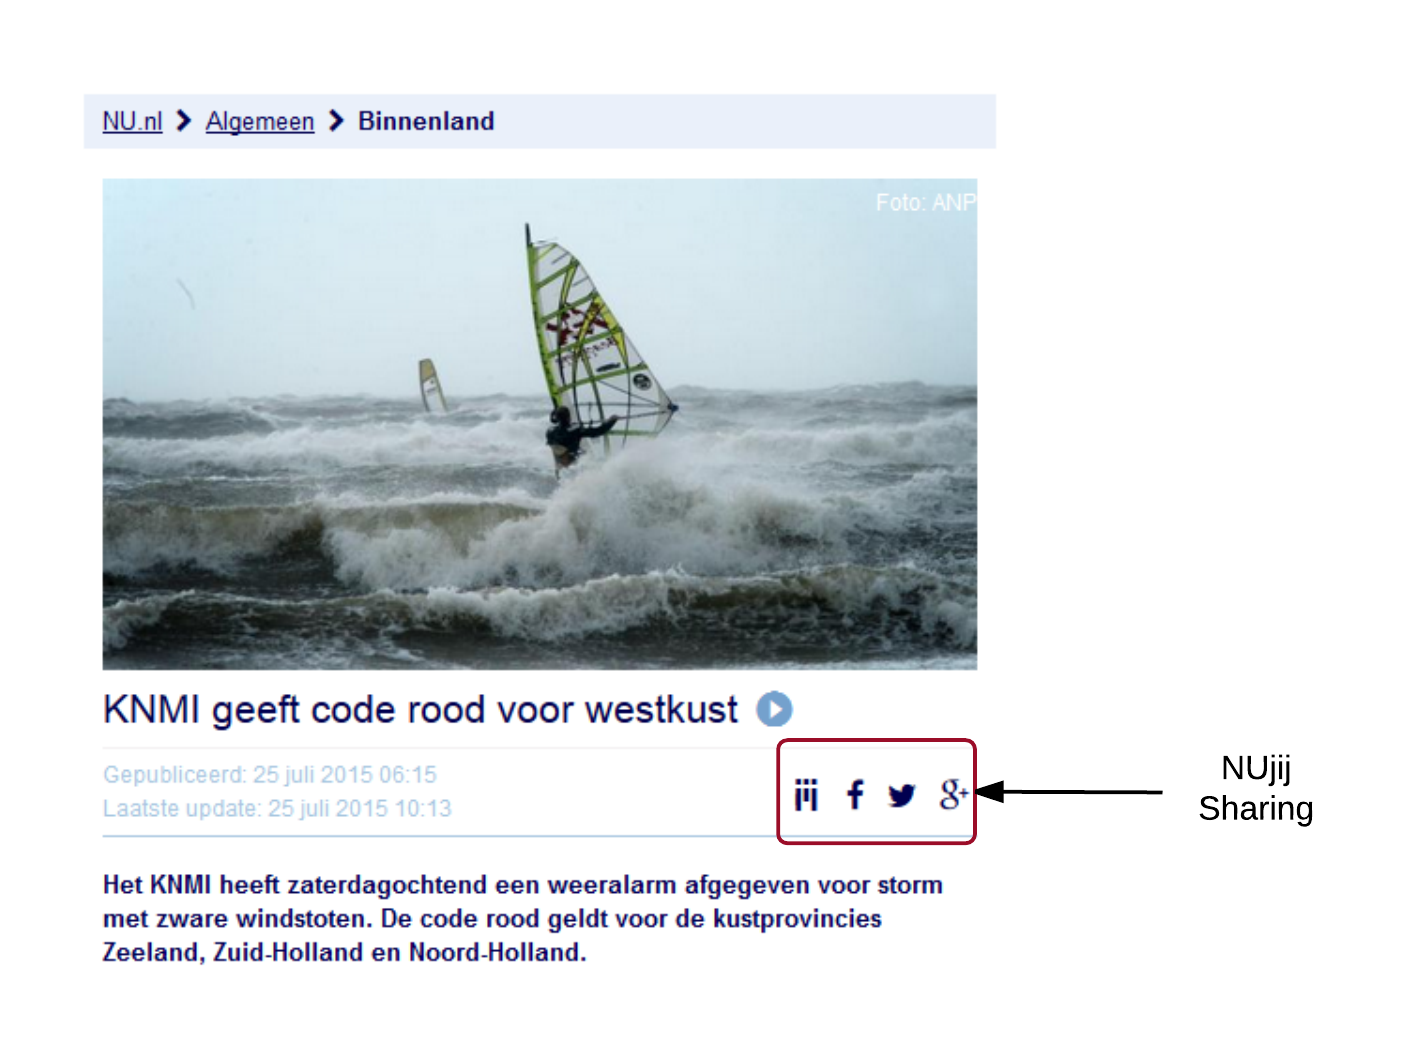 NU.nl > Algemeen > Binnenland
Foto: ANP
KNMI geeft code rood voor westkust
Gepubliceerd: 25 juli 2015 06:15
Laatste update: 25 juli 2015 10:13
jij f g+
NUjij
Sharing
Het KNMI heeft zaterdagochtend een weeralarm afgegeven voor storm
met zware windstoten. De code rood geldt voor de kustprovincies
Zeeland, Zuid-Holland en Noord-Holland.